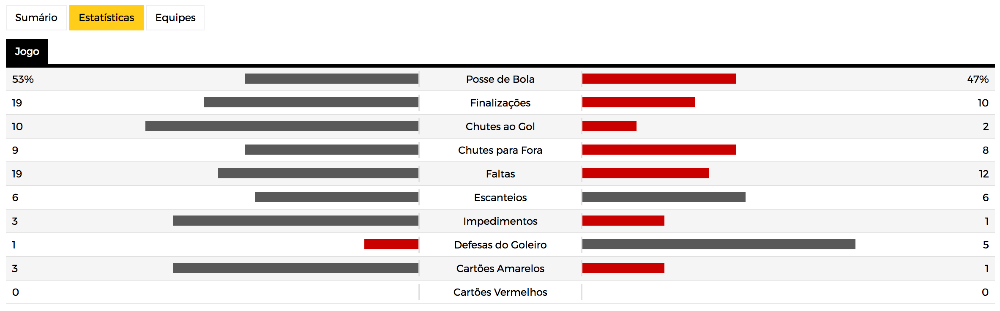 Sumário Estatísticas Equipes
Jogo
53% Posse de Bola 47%
19 Finalizações 10
10 Chutes ao Gol 2
9 Chutes para Fora 8
19 Faltas 12
6 Escanteios 6
3 Impedimentos 1
1 Defesas do Goleiro 5
3 Cartões Amarelos 1
0 Cartões Vermelhos 0